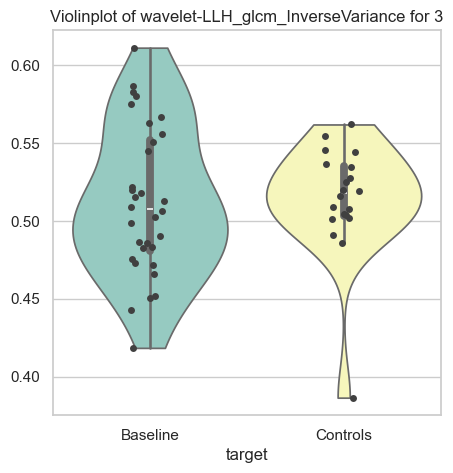 Violinplot of wavelet-LLH_glcm_InverseVariance for 3
0.60
0.55
0.50
0.45
0.40
Baseline Controls
target